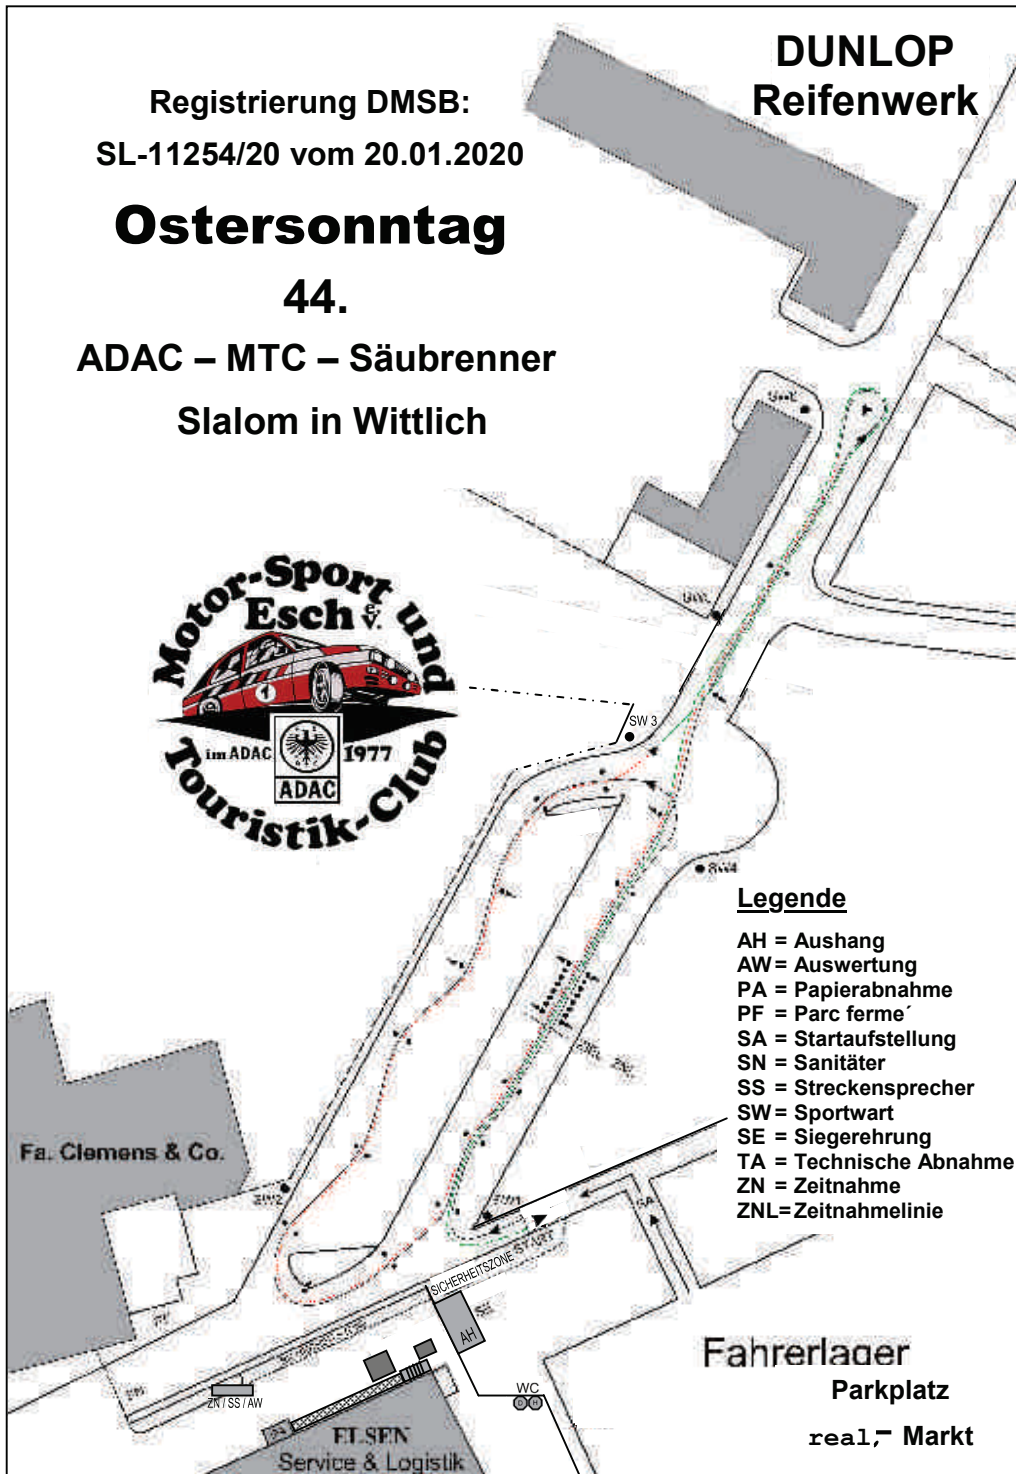 DUNLOP
Reifenwerk
Registrierung DMSB:
SL-11254/20 vom 20.01.2020
Ostersonntag
44.
ADAC – MTC – Säubrenner
Slalom in Wittlich
Motor-Sport und
Esch e.V.
1
im ADAC
1977
ADAC
Touristik-Club
SW 3
SW4
Legende
AH = Aushang
AW = Auswertung
PA = Papierabnahme
PF = Parc ferme´
SA = Startaufstellung
SN = Sanitäter
SS = Streckensprecher
SW = Sportwart
SE = Siegerehrung
TA = Technische Abnahme
ZN = Zeitnahme
ZNL=Zeitnahmelinie
Fa. Clemens & Co.
SW2
SW1
SA
START
SICHERHEITSZONE
SE
AH
Fahrerlager
Parkplatz
real,– Markt
WC
D H
ZN / SS / AW
ELSEN
Service & Logistik